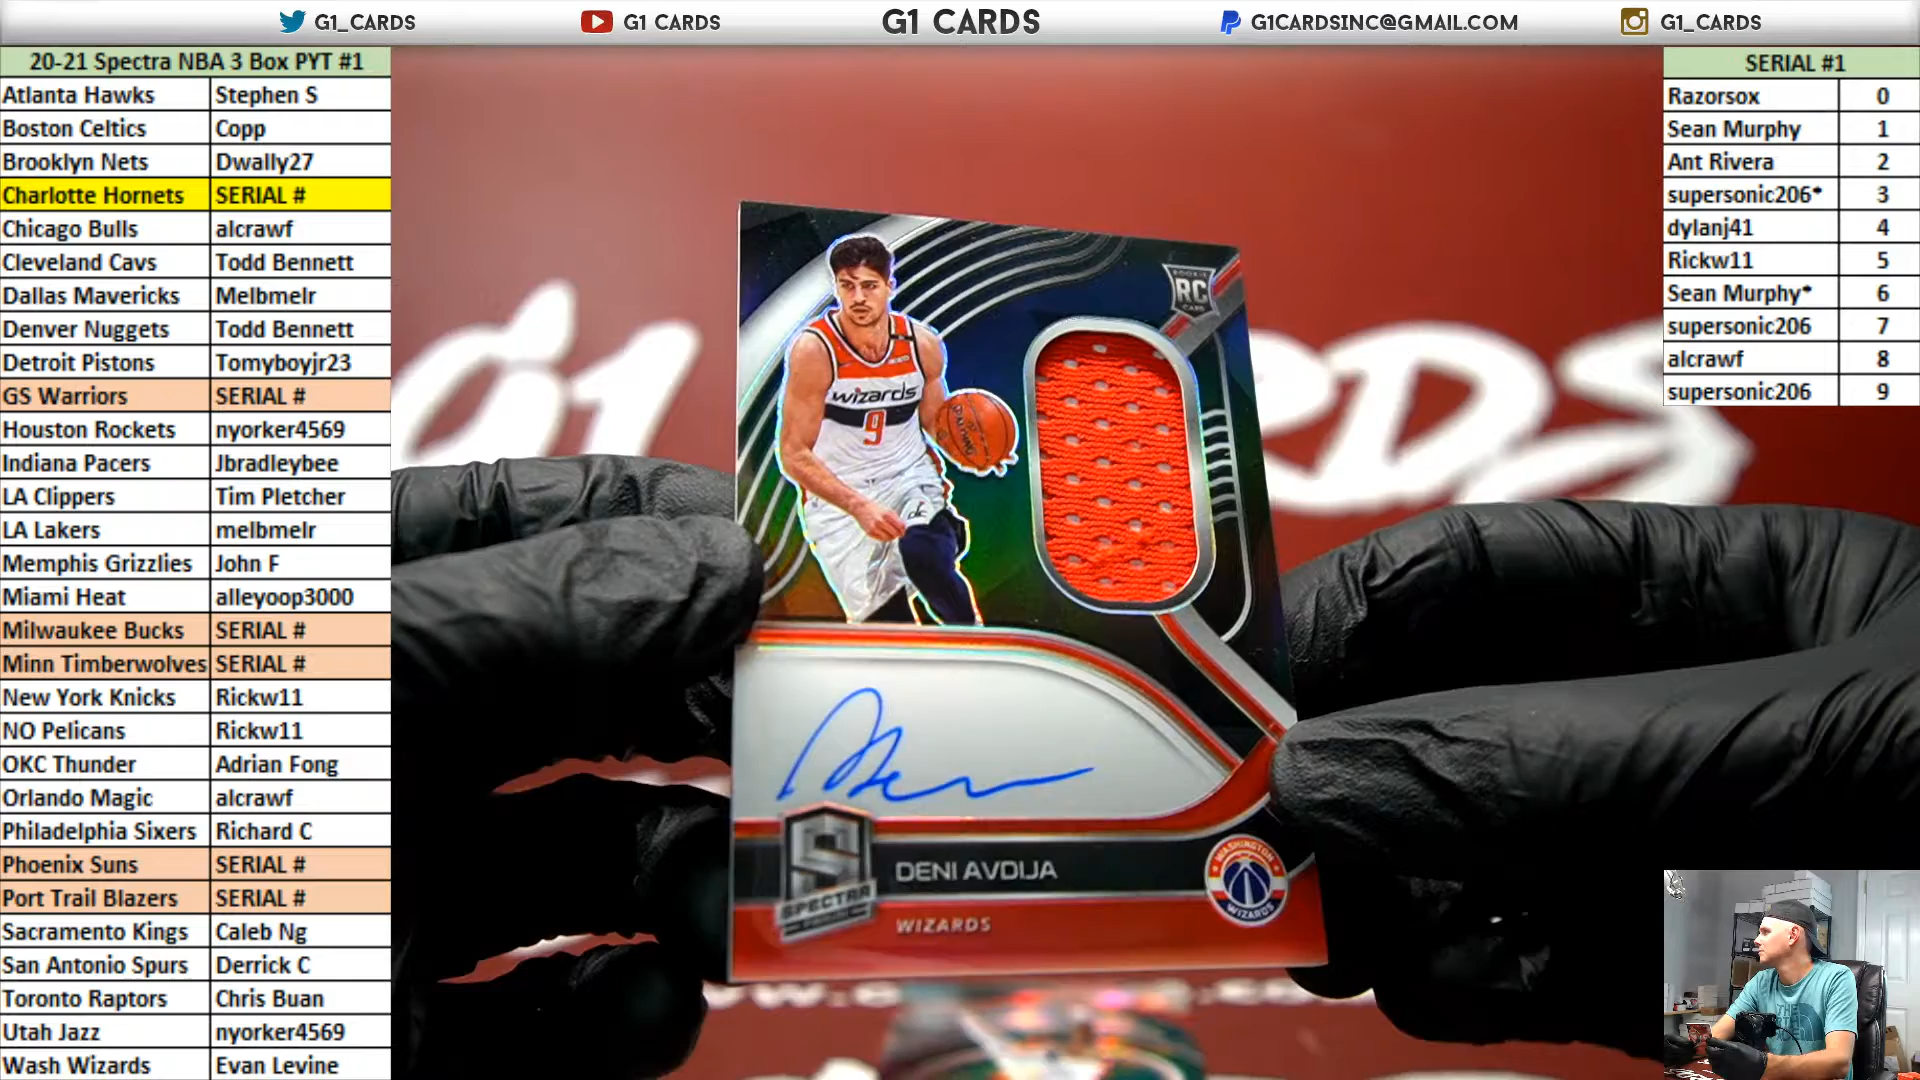 G1_CARDS
G1 CARDS
G1 CARDS
G1CARDSINC@GMAIL.COM
G1_CARDS
20-21 Spectra NBA 3 Box PYT #1
Atlanta Hawks Stephen S
Boston Celtics Copp
Brooklyn Nets Dwally27
Charlotte Hornets SERIAL #
Chicago Bulls alcrawf
Cleveland Cavs Todd Bennett
Dallas Mavericks Melbmelr
Denver Nuggets Todd Bennett
Detroit Pistons Tomyboyjr23
GS Warriors SERIAL #
Houston Rockets nyorker4569
Indiana Pacers Jbradleybee
LA Clippers Tim Pletcher
LA Lakers melbmelr
Memphis Grizzlies John F
Miami Heat alleyoop3000
Milwaukee Bucks SERIAL #
Minn Timberwolves SERIAL #
New York Knicks Rickw11
NO Pelicans Rickw11
OKC Thunder Adrian Fong
Orlando Magic alcrawf
Philadelphia Sixers Richard C
Phoenix Suns SERIAL #
Port Trail Blazers SERIAL #
Sacramento Kings Caleb Ng
San Antonio Spurs Derrick C
Toronto Raptors Chris Buan
Utah Jazz nyorker4569
Wash Wizards Evan Levine
SERIAL #1
Razorsox 0
Sean Murphy 1
Ant Rivera 2
supersonic206* 3
dylanj41 4
Rickw11 5
Sean Murphy* 6
supersonic206 7
alcrawf 8
supersonic206 9
ROOKIE
RC
CARD
wizards
9
SPALDING
SPECTRA
DENI AVDIJA
WIZARDS
WASHINGTON
WIZARDS
G1 CARDS